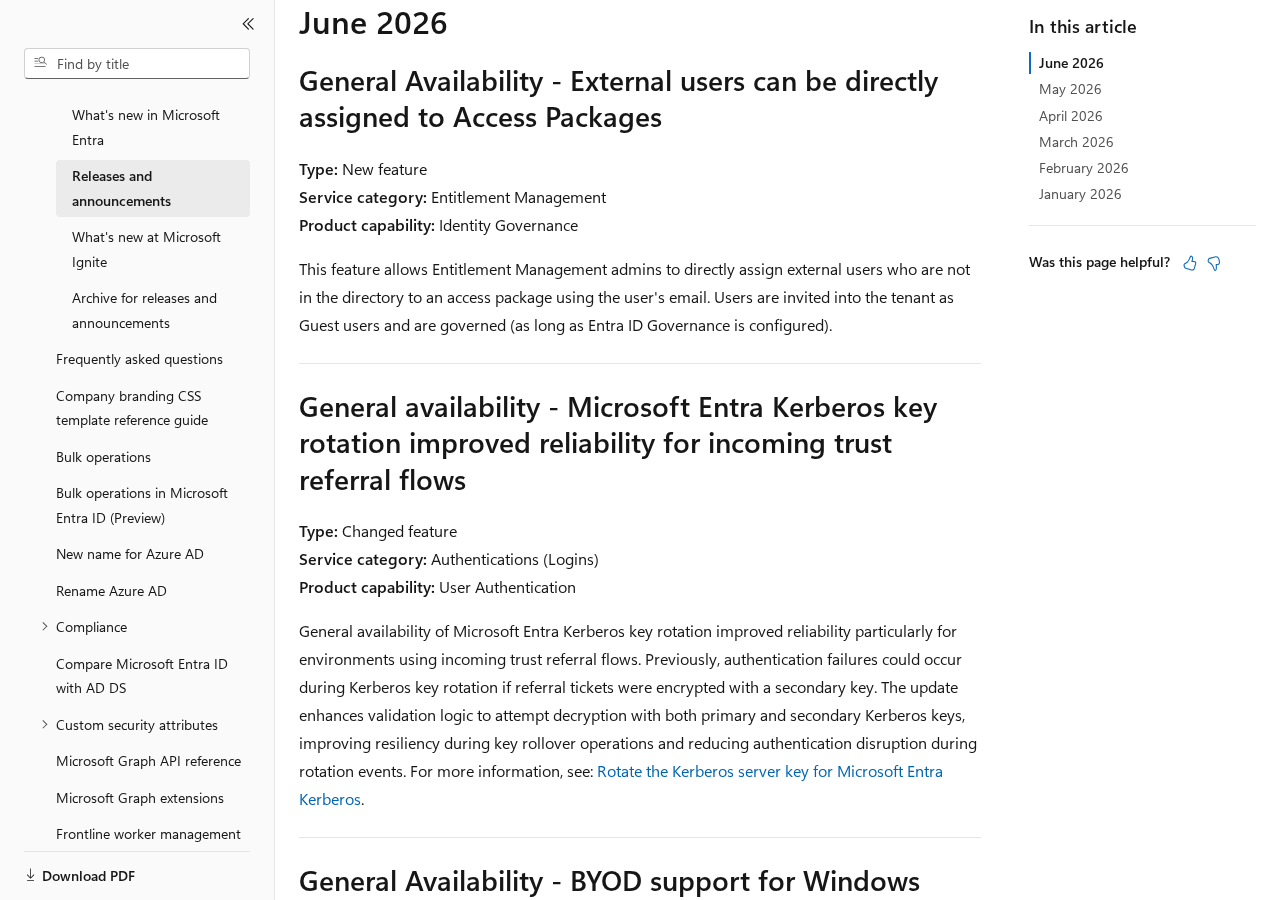 Find by title
What's new in Microsoft
Entra
Releases and
announcements
What's new at Microsoft
Ignite
Archive for releases and
announcements
Frequently asked questions
Company branding CSS
template reference guide
Bulk operations
Bulk operations in Microsoft
Entra ID (Preview)
New name for Azure AD
Rename Azure AD
Compliance
Compare Microsoft Entra ID
with AD DS
Custom security attributes
Microsoft Graph API reference
Microsoft Graph extensions
Frontline worker management
Download PDF
June 2026
General Availability - External users can be directly
assigned to Access Packages
Type: New feature
Service category: Entitlement Management
Product capability: Identity Governance
This feature allows Entitlement Management admins to directly assign external users who are not
in the directory to an access package using the user's email. Users are invited into the tenant as
Guest users and are governed (as long as Entra ID Governance is configured).
General availability - Microsoft Entra Kerberos key
rotation improved reliability for incoming trust
referral flows
Type: Changed feature
Service category: Authentications (Logins)
Product capability: User Authentication
General availability of Microsoft Entra Kerberos key rotation improved reliability particularly for
environments using incoming trust referral flows. Previously, authentication failures could occur
during Kerberos key rotation if referral tickets were encrypted with a secondary key. The update
enhances validation logic to attempt decryption with both primary and secondary Kerberos keys,
improving resiliency during key rollover operations and reducing authentication disruption during
rotation events. For more information, see: Rotate the Kerberos server key for Microsoft Entra
Kerberos.
General Availability - BYOD support for Windows
In this article
June 2026
May 2026
April 2026
March 2026
February 2026
January 2026
Was this page helpful?